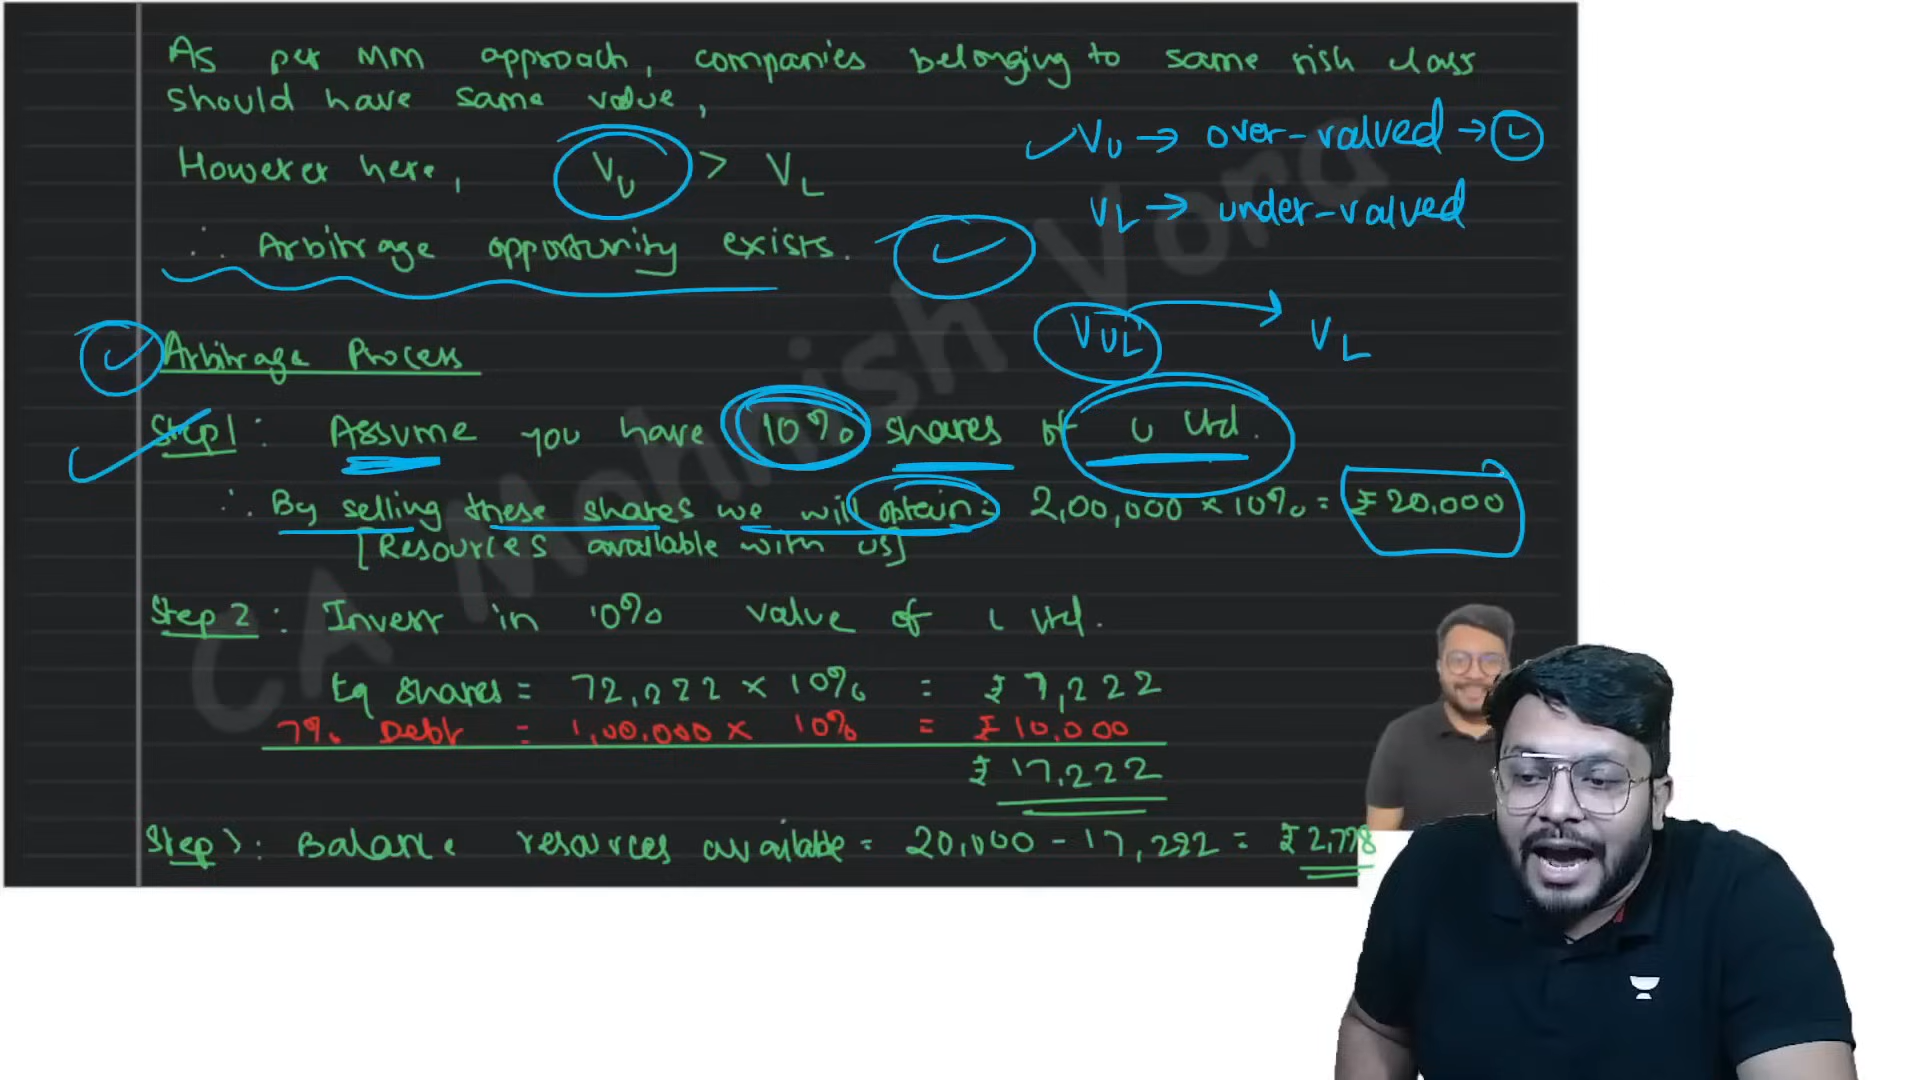 As per MM approach, companies belonging to same risk class
should have same value,
However here, VU > VL
∴ Arbitrage opportunity exists.
VU → over-valued →
VL → under-valued
VUL → VL
Arbitrage Process
Step 1: Assume you have 10% shares of U Ltd.
∴ By selling these shares we will obtain: 2,00,000 × 10% = ₹20,000
[Resources available with us]
Step 2: Invest in 10% value of L Ltd.
Eq shares = 72,222 × 10% = ₹7,222
7% Debt = 1,00,000 × 10% = ₹10,000
₹17,222
Step 3: Balance resources available = 20,000 - 17,222 = ₹2,778
CA Mohnish Vora